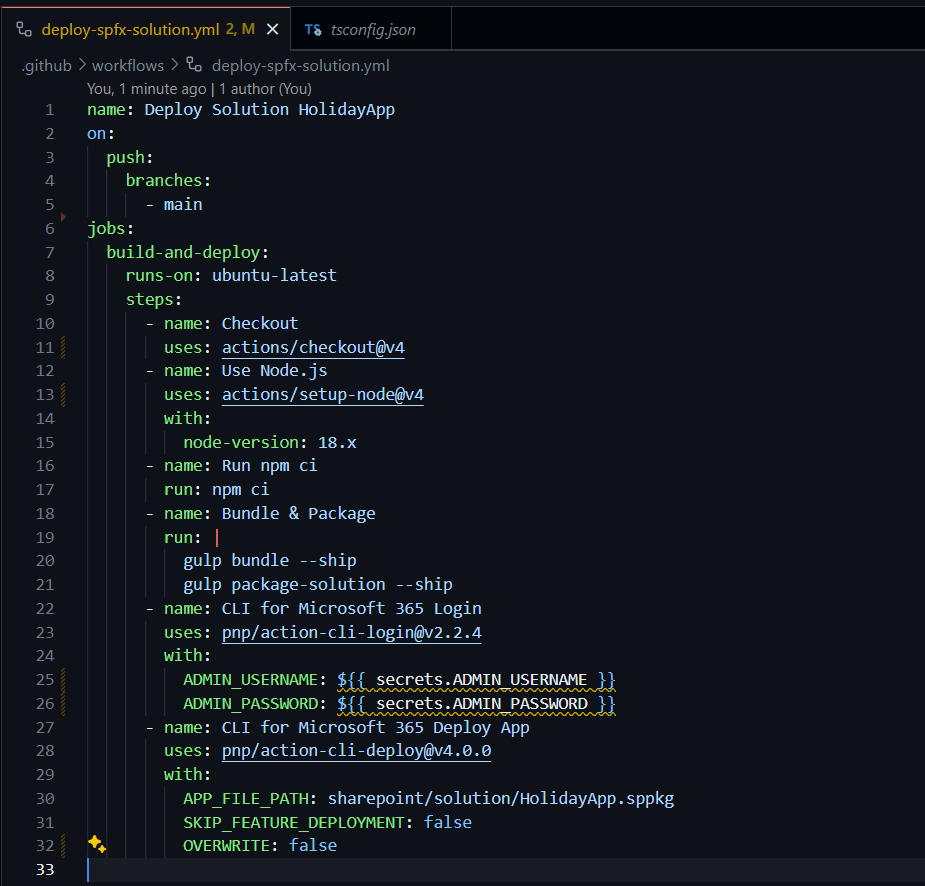 deploy-spfx-solution.yml 2, M
tsconfig.json
.github > workflows > deploy-spfx-solution.yml
You, 1 minute ago | 1 author (You)
1 name: Deploy Solution HolidayApp
2 on:
3   push:
4     branches:
5       - main
6 jobs:
7   build-and-deploy:
8     runs-on: ubuntu-latest
9     steps:
10       - name: Checkout
11         uses: actions/checkout@v4
12       - name: Use Node.js
13         uses: actions/setup-node@v4
14         with:
15           node-version: 18.x
16       - name: Run npm ci
17         run: npm ci
18       - name: Bundle & Package
19         run: |
20           gulp bundle --ship
21           gulp package-solution --ship
22       - name: CLI for Microsoft 365 Login
23         uses: pnp/action-cli-login@v2.2.4
24         with:
25           ADMIN_USERNAME: ${{ secrets.ADMIN_USERNAME }}
26           ADMIN_PASSWORD: ${{ secrets.ADMIN_PASSWORD }}
27       - name: CLI for Microsoft 365 Deploy App
28         uses: pnp/action-cli-deploy@v4.0.0
29         with:
30           APP_FILE_PATH: sharepoint/solution/HolidayApp.sppkg
31           SKIP_FEATURE_DEPLOYMENT: false
32           OVERWRITE: false
33